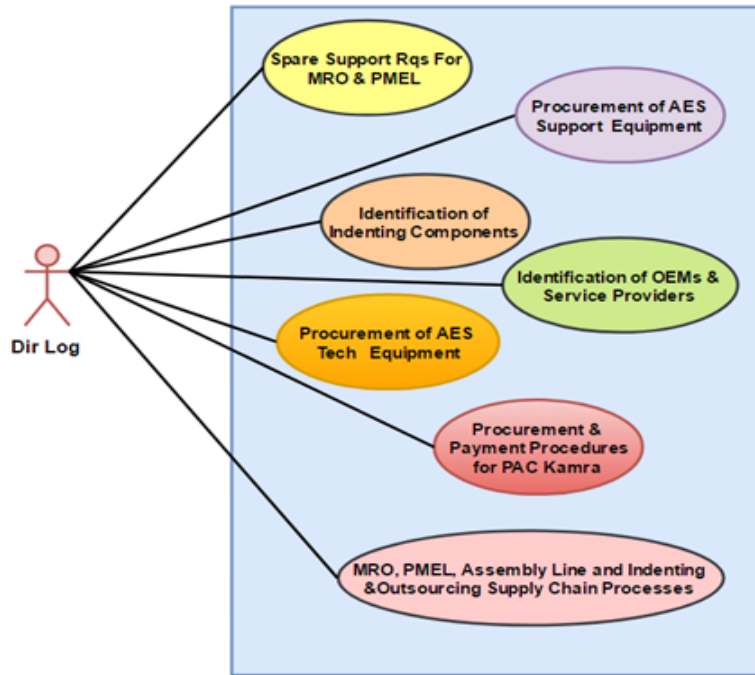 Spare Support Rqs For
MRO & PMEL
Procurement of AES
Support Equipment
Identification of
Indenting Components
Identification of OEMs &
Service Providers
Dir Log
Procurement of AES
Tech Equipment
Procurement &
Payment Procedures
for PAC Kamra
MRO, PMEL, Assembly Line and Indenting
&Outsourcing Supply Chain Processes